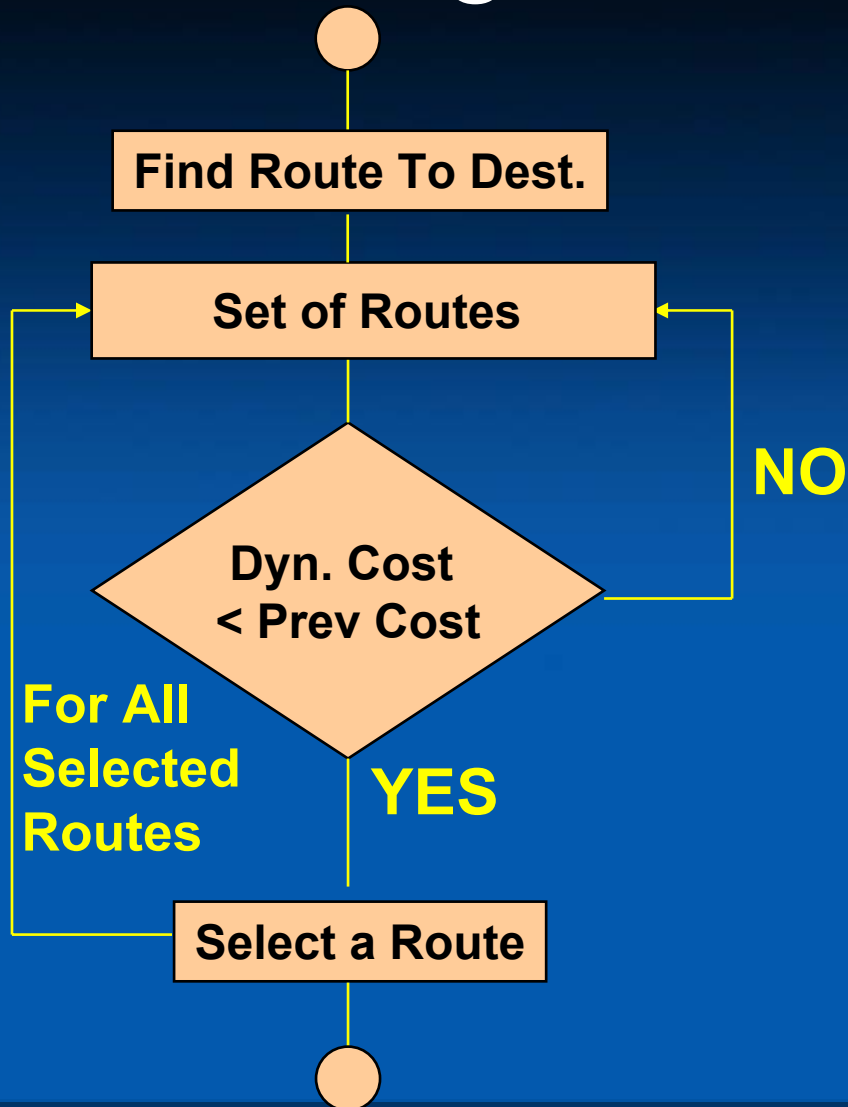 Find Route To Dest.
Set of Routes
NO
Dyn. Cost
< Prev Cost
For All
Selected
Routes
YES
Select a Route